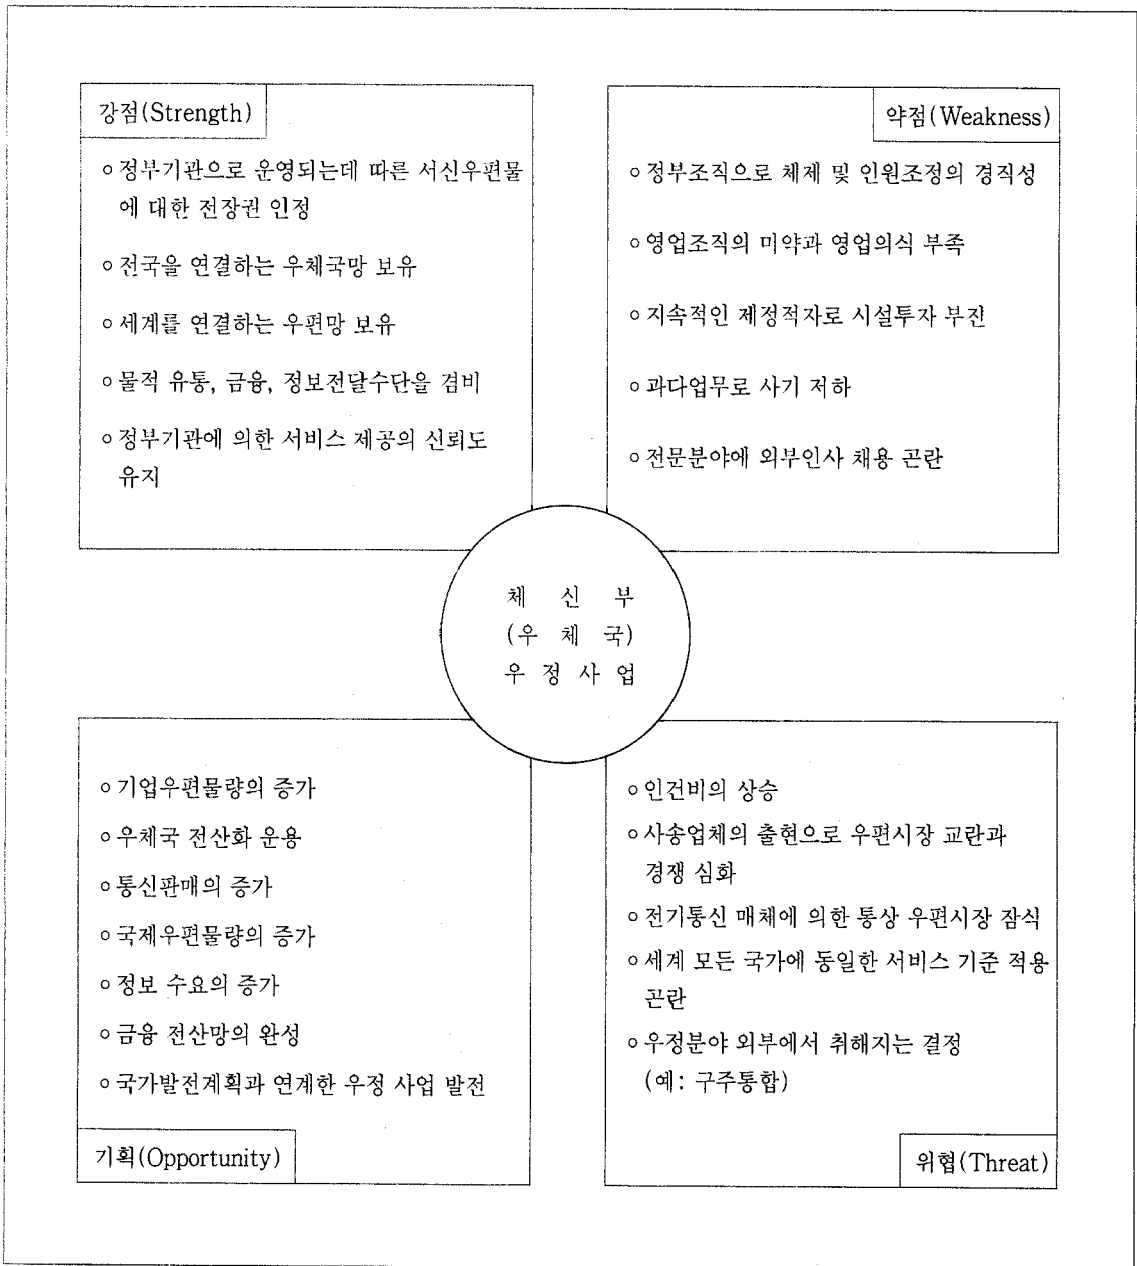 강점(Strength)
○정부기관으로 운영되는데 따른 서신우편물
에 대한 전장권 인정
○전국을 연결하는 우체국망 보유
○세계를 연결하는 우편망 보유
○물적 유통, 금융, 정보전달수단을 겸비
○정부기관에 의한 서비스 제공의 신뢰도
유지
약점(Weakness)
○정부조직으로 체제 및 인원조정의 경직성
○영업조직의 미약과 영업의식 부족
○지속적인 제정적자로 시설투자 부진
○과다업무로 사기 저하
○전문분야에 외부인사 채용 곤란
체 신 부
(우 체 국)
우 정 사 업
○기업우편물량의 증가
○우체국 전산화 운용
○통신판매의 증가
○국제우편물량의 증가
○정보 수요의 증가
○금융 전산망의 완성
○국가발전계획과 연계한 우정 사업 발전
기획(Opportunity)
○인건비의 상승
○사송업체의 출현으로 우편시장 교란과
경쟁 심화
○전기통신 매체에 의한 통상 우편시장 잠식
○세계 모든 국가에 동일한 서비스 기준 적용
곤란
○우정분야 외부에서 취해지는 결정
(예: 구주통합)
위협(Threat)